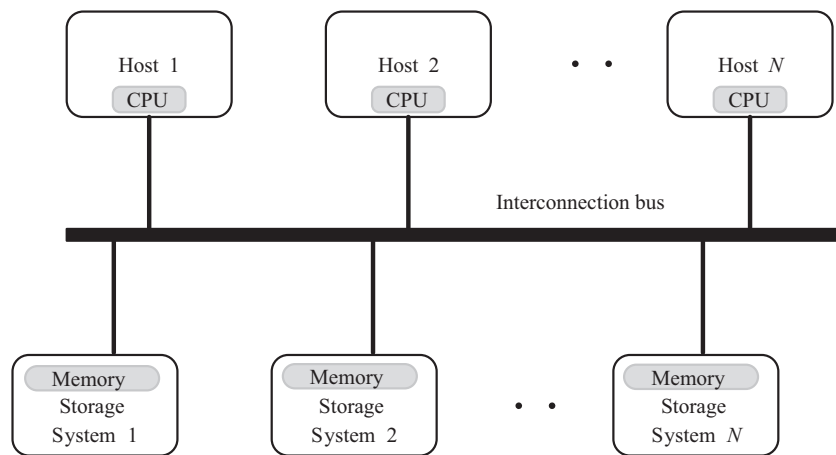 Host 1
CPU
Host 2
CPU
Host N
CPU
Interconnection bus
Memory
Storage
System 1
Memory
Storage
System 2
Memory
Storage
System N